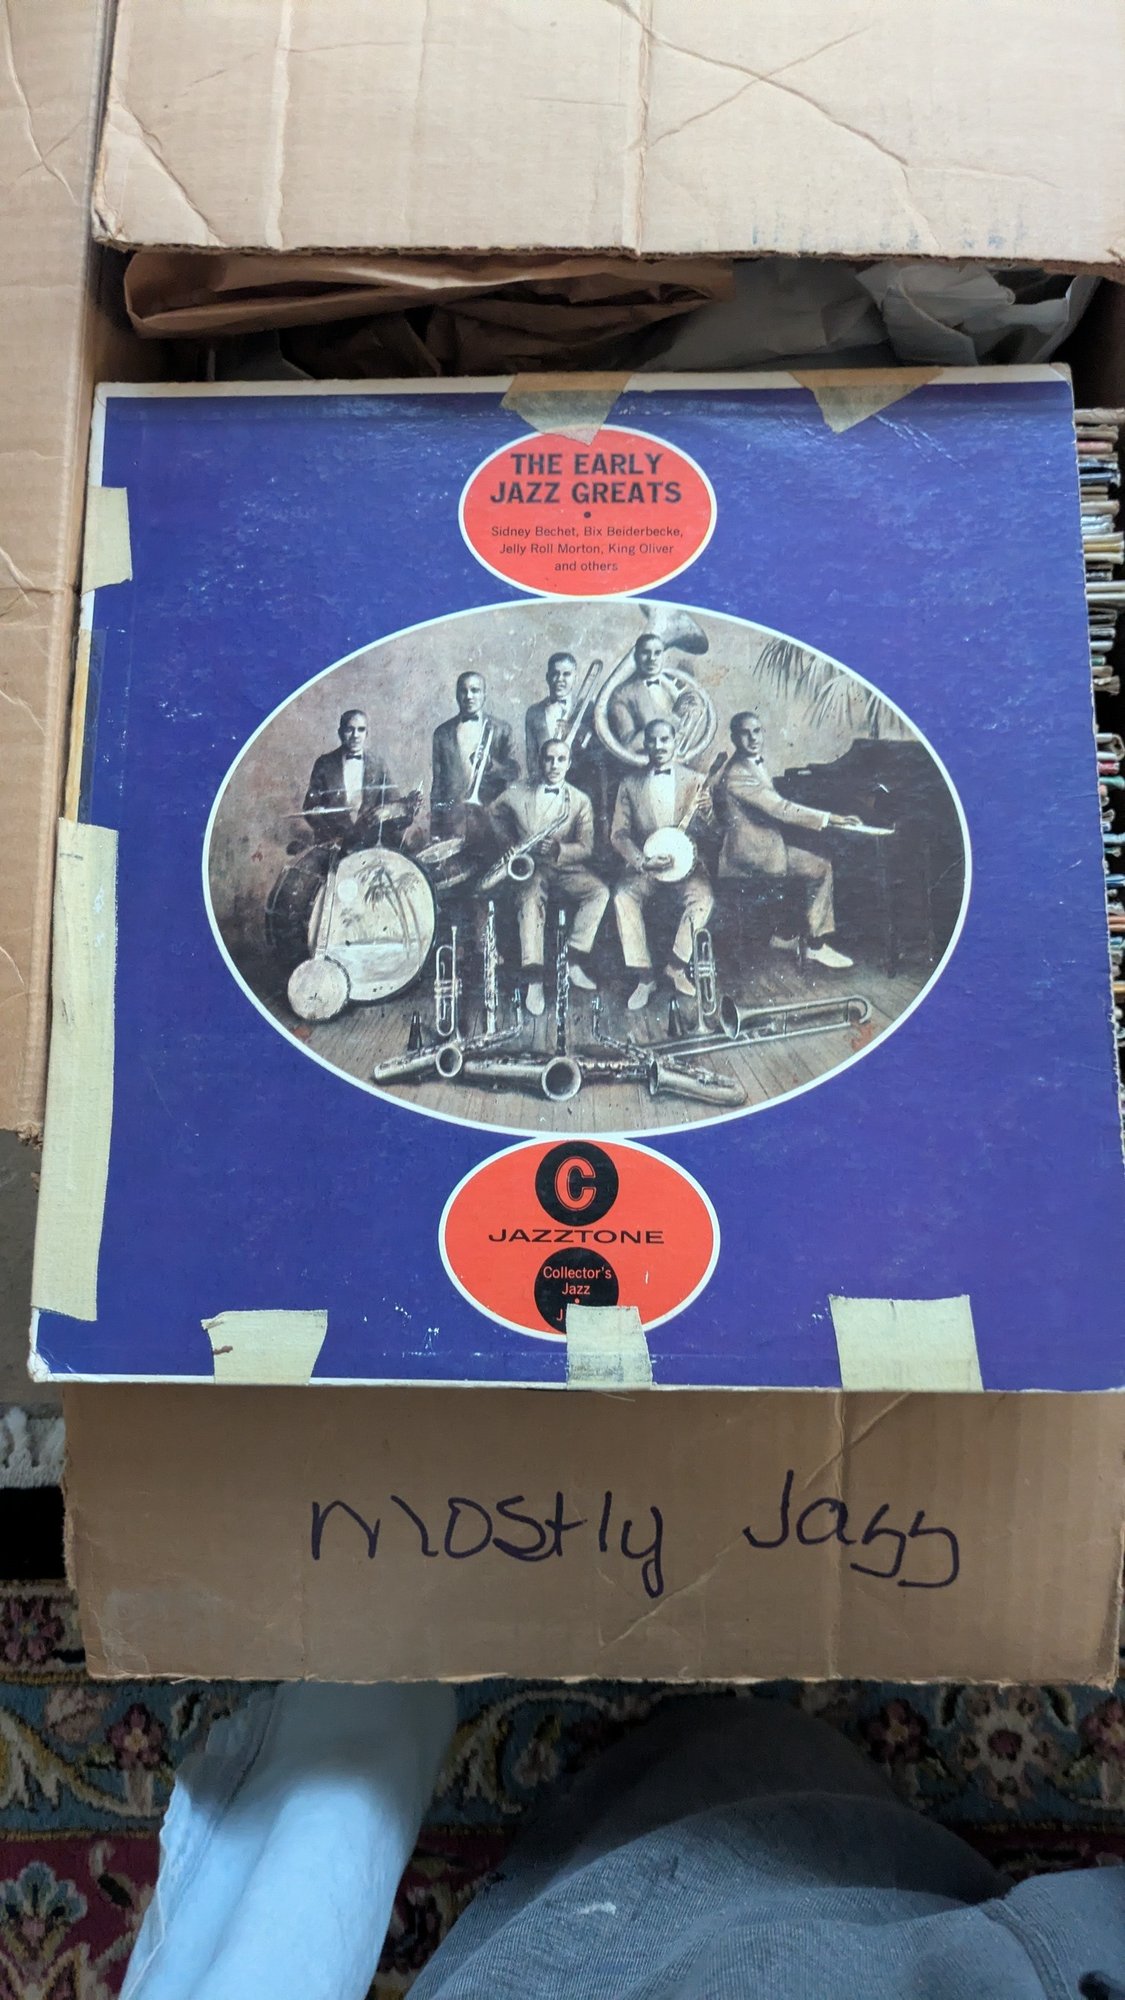 THE EARLY
JAZZ GREATS
•
Sidney Bechet, Bix Beiderbecke,
Jelly Roll Morton, King Oliver
and others
C
JAZZTONE
Collector's
Jazz
•
mostly Jazz